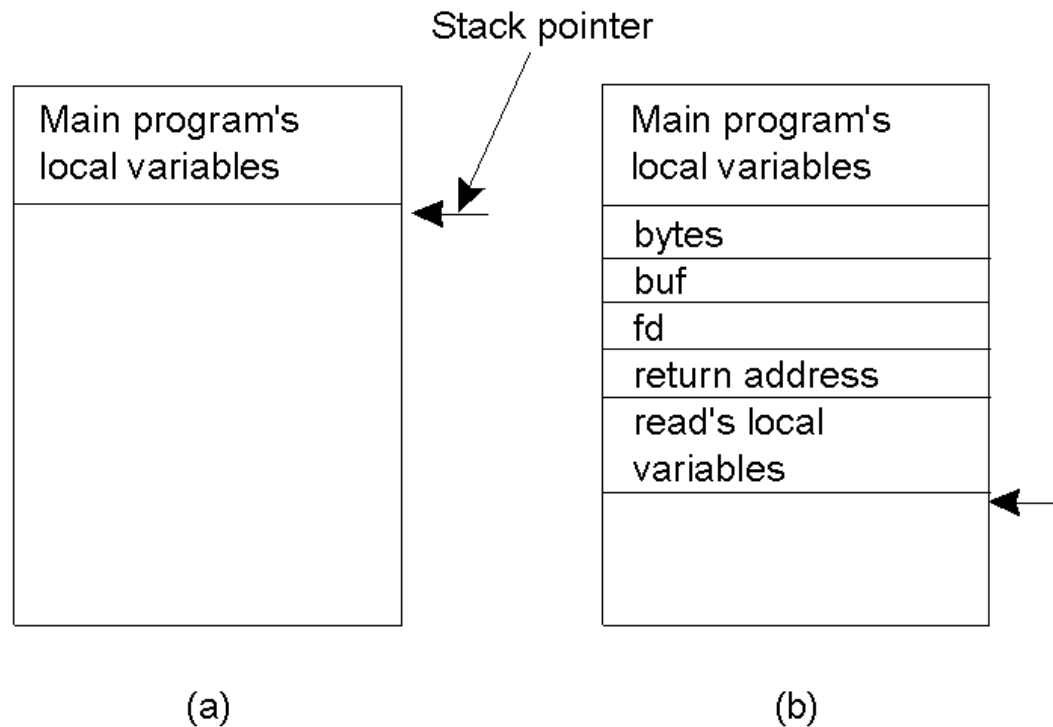 Stack pointer
Main program's
local variables
Main program's
local variables
bytes
buf
fd
return address
read's local
variables
(a)
(b)